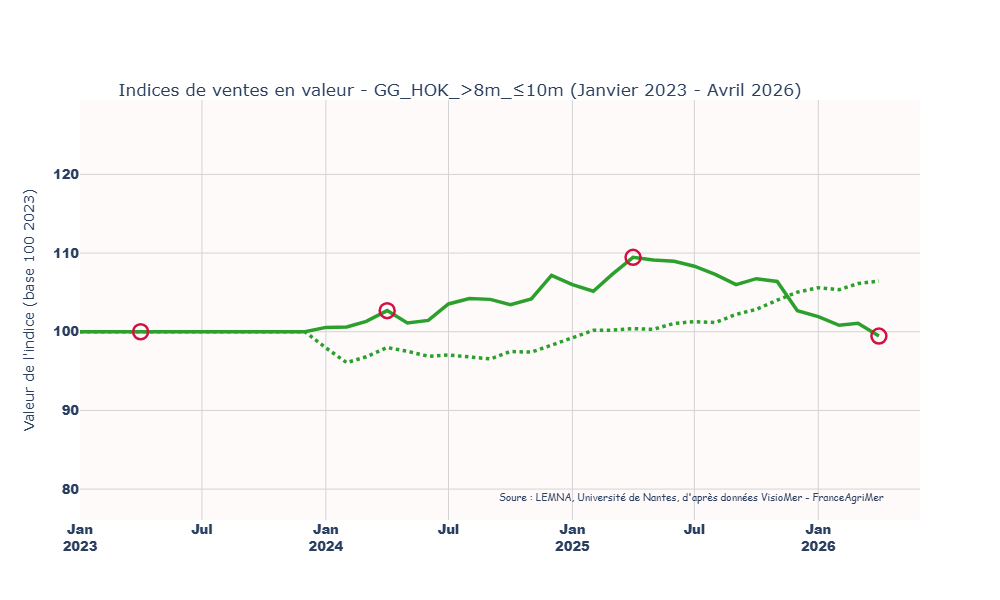 Indices de ventes en valeur - GG_HOK_>8m_≤10m (Janvier 2023 - Avril 2026)
Valeur de l'Indice (base 100 2023)
120
110
100
90
80
Soure : LEMNA, Université de Nantes, d'après données VisioMer - FranceAgriMer
Jan
2023
Jul
Jan
2024
Jul
Jan
2025
Jul
Jan
2026